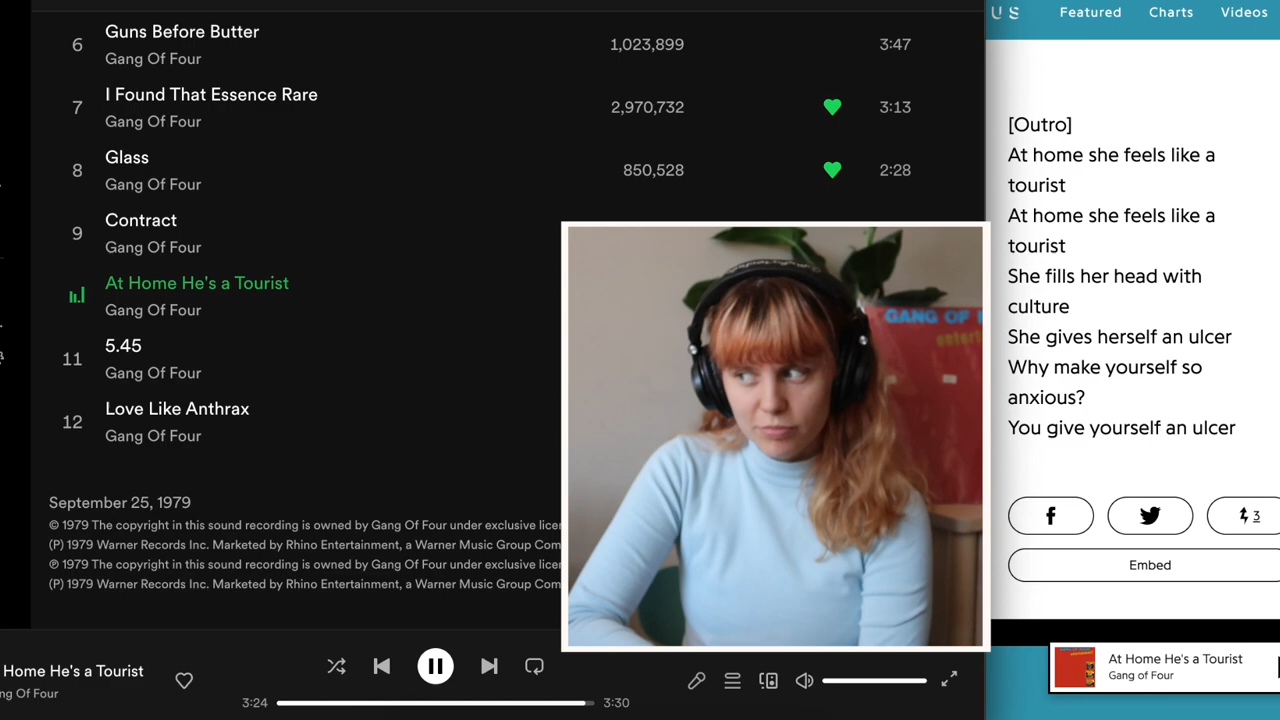 U S
Featured
Charts
Videos
6
Guns Before Butter
1,023,899
3:47
Gang Of Four
7
I Found That Essence Rare
2,970,732
3:13
Gang Of Four
8
Glass
850,528
2:28
Gang Of Four
9
Contract
Gang Of Four
At Home He's a Tourist
Gang Of Four
11
5.45
Gang Of Four
12
Love Like Anthrax
Gang Of Four
September 25, 1979
© 1979 The copyright in this sound recording is owned by Gang Of Four under exclusive licen
(P) 1979 Warner Records Inc. Marketed by Rhino Entertainment, a Warner Music Group Com
℗ 1979 The copyright in this sound recording is owned by Gang Of Four under exclusive licen
(P) 1979 Warner Records Inc. Marketed by Rhino Entertainment, a Warner Music Group Com
Home He's a Tourist
ng Of Four
3:24
3:30
GANG OF
[Outro]
At home she feels like a
tourist
At home she feels like a
tourist
She fills her head with
culture
She gives herself an ulcer
Why make yourself so
anxious?
You give yourself an ulcer
f
3
Embed
At Home He's a Tourist
Gang of Four